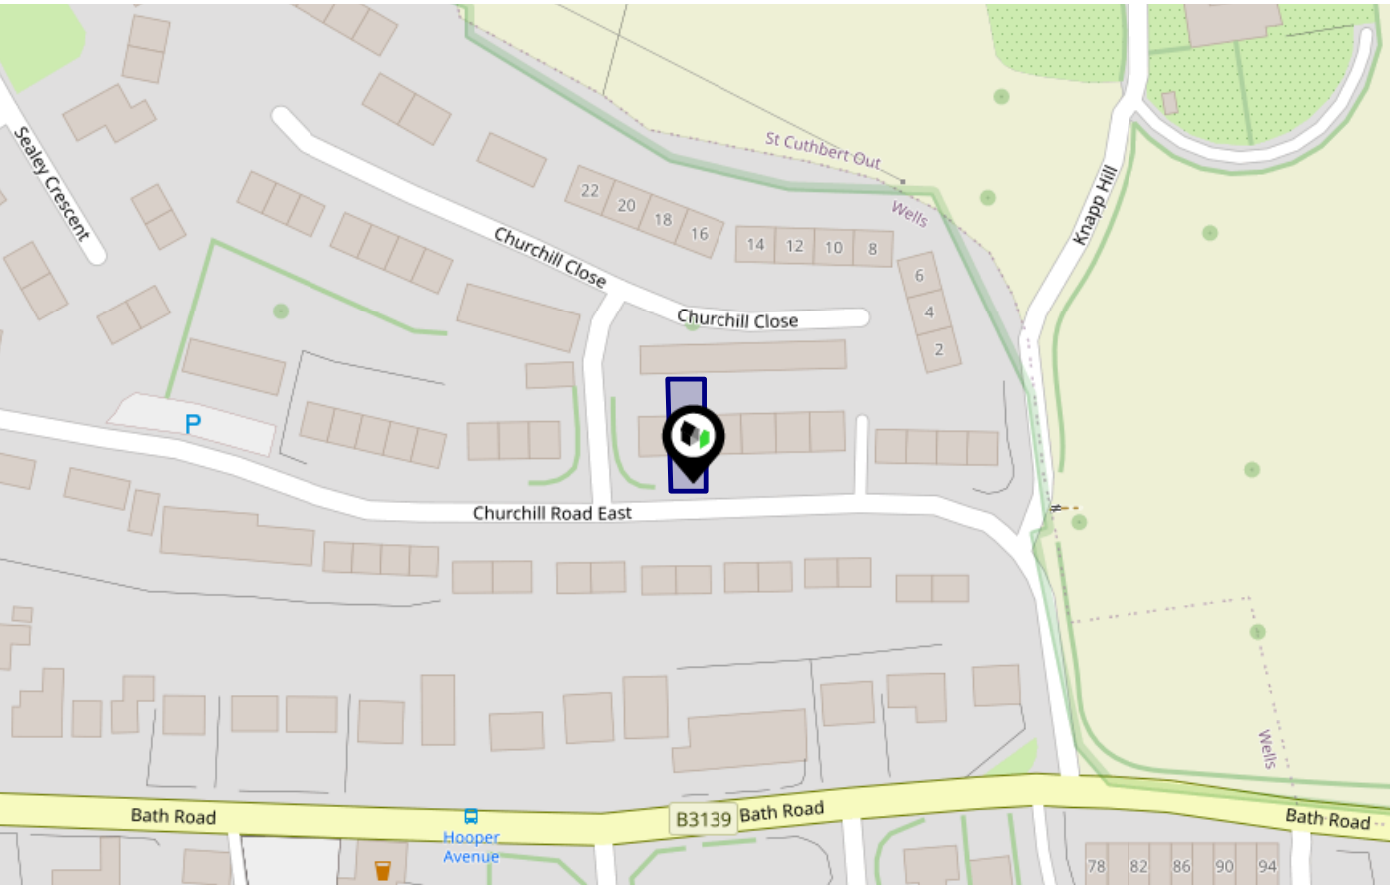 St Cuthbert Out
Wells
Sealey Crescent
Knapp Hill
22
20
18
16
14
12
10
8
6
4
2
Churchill Close
Churchill Close
P
Churchill Road East
Wells
Bath Road
B3139
Bath Road
Bath Road
Hooper
Avenue
78
82
86
90
94